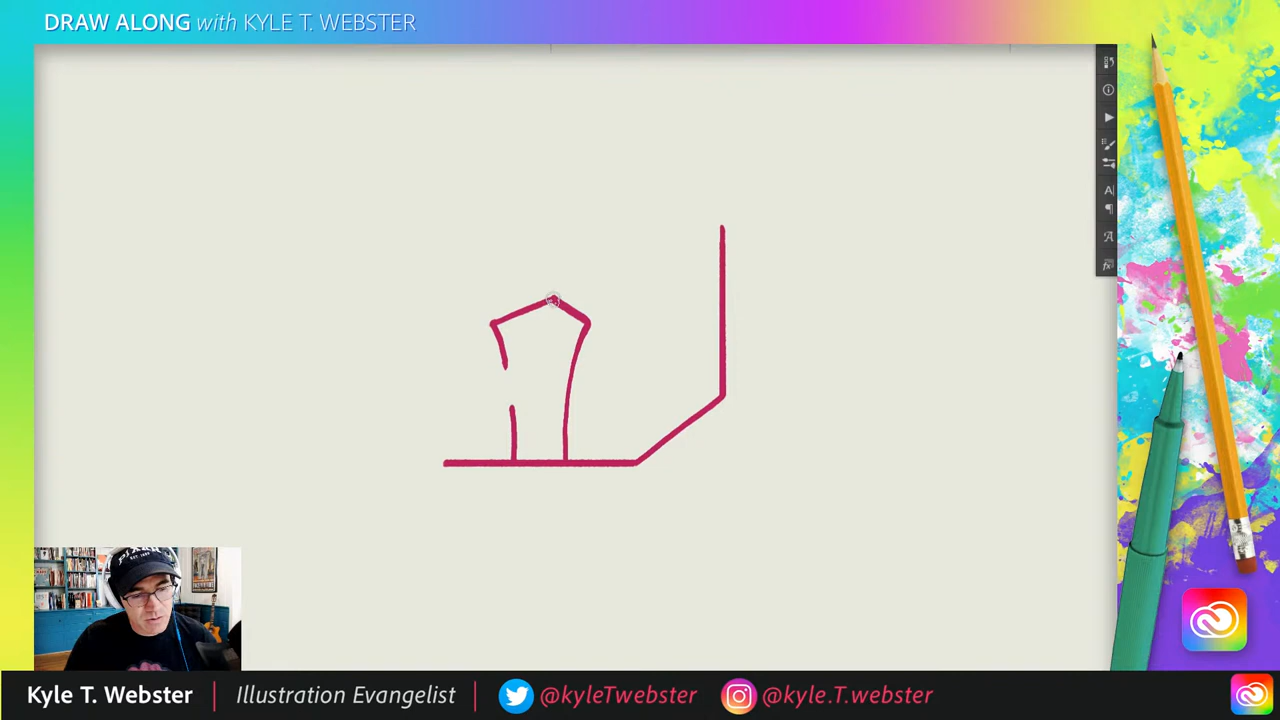 DRAW ALONG with KYLE T. WEBSTER
Kyle T. Webster | Illustration Evangelist | @kyleTwebster @kyle.T.webster